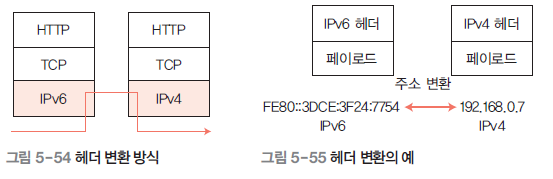 HTTP
TCP
IPv6
HTTP
TCP
IPv4
그림 5-54 헤더 변환 방식
IPv6 헤더
페이로드
IPv4 헤더
페이로드
주소 변환
FE80::3DCE:3F24:7754
192.168.0.7
IPv6
IPv4
그림 5-55 헤더 변환의 예